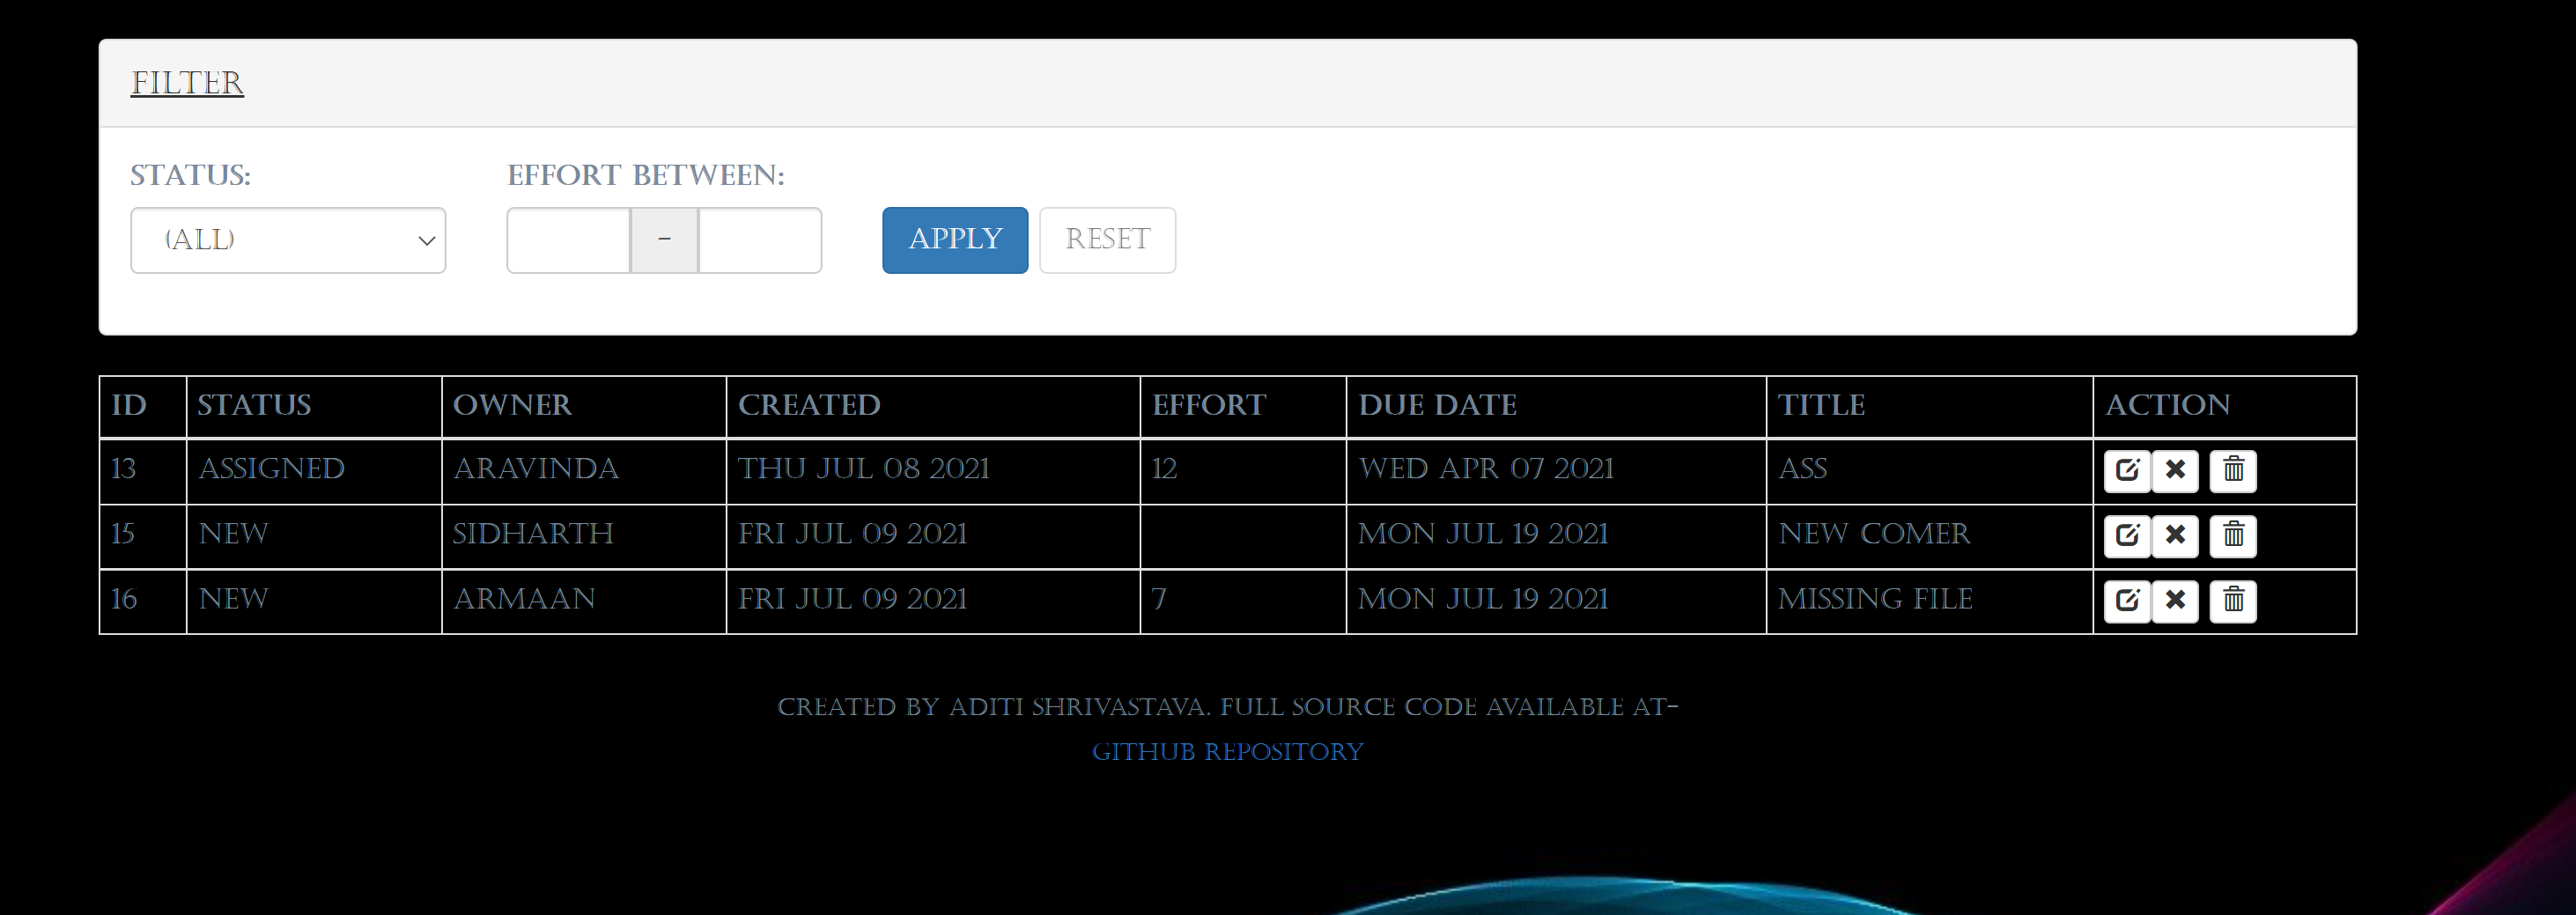 FILTER
STATUS: EFFORT BETWEEN:
(ALL) - APPLY RESET
ID STATUS OWNER CREATED EFFORT DUE DATE TITLE ACTION
13 ASSIGNED ARAVINDA THU JUL 08 2021 12 WED APR 07 2021 ASS
15 NEW SIDHARTH FRI JUL 09 2021 MON JUL 19 2021 NEW COMER
16 NEW ARMAAN FRI JUL 09 2021 7 MON JUL 19 2021 MISSING FILE
CREATED BY ADITI SHRIVASTAVA. FULL SOURCE CODE AVAILABLE AT-
GITHUB REPOSITORY